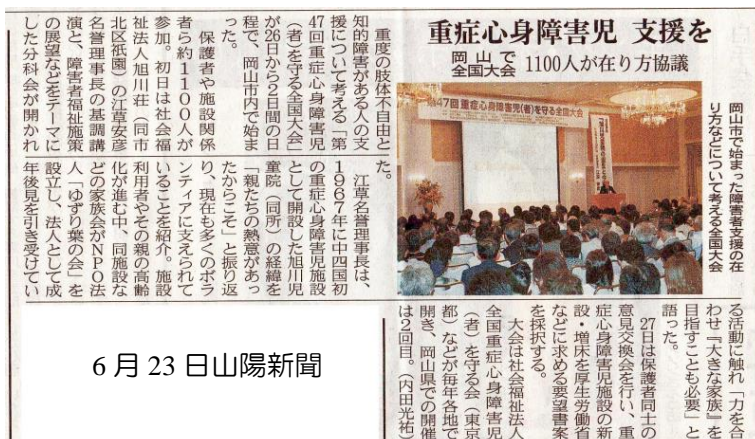 重症心身障害児 支援を
岡山で
全国大会
1100人が在り方協議
第47回 重症心身障害児(者)を守る全国大会
岡山市で始まった障害者支援の在
り方などについて考える全国大会
重度の肢体不自由と
知的障害がある人の支
援について考える「第
47回重症心身障害児
(者)を守る全国大会」
が26日から2日間の日
程で、岡山市内で始ま
った。
保護者や施設関係
者ら約1100人が
参加。初日は社会福
祉法人旭川荘(同市
北区祇園)の江草安彦
名誉理事長の基調講
演と、障害者福祉施策
の展望などをテーマに
した分科会が開かれ
た。
江草名誉理事長は、
1967年に中四国初
の重症心身障害児施設
として開設した旭川児
童院(同所)の経緯を
「親たちの熱意があっ
たからこそ」と振り返
り、現在も多くのボラ
ンティアに支えられて
いることを紹介。施設
利用者やその親の高齢
化が進む中、同施設な
どの家族会がNPO法
人「ゆずり葉の会」を
設立し、法人として成
年後見を引き受けてい
る活動に触れ「力を合
わせ『大きな家族』を
目指すことも必要」と
語った。
27日は保護者同士の
意見交換会を行い、重
症心身障害児施設の新
設・増床を厚生労働省
などに求める要望書案
を採択する。
大会は社会福祉法人
全国重症心身障害児
(者)を守る会(東京
都)などが毎年各地で
開き、岡山県での開催
は2回目。(内田光祐)
6月23日山陽新聞